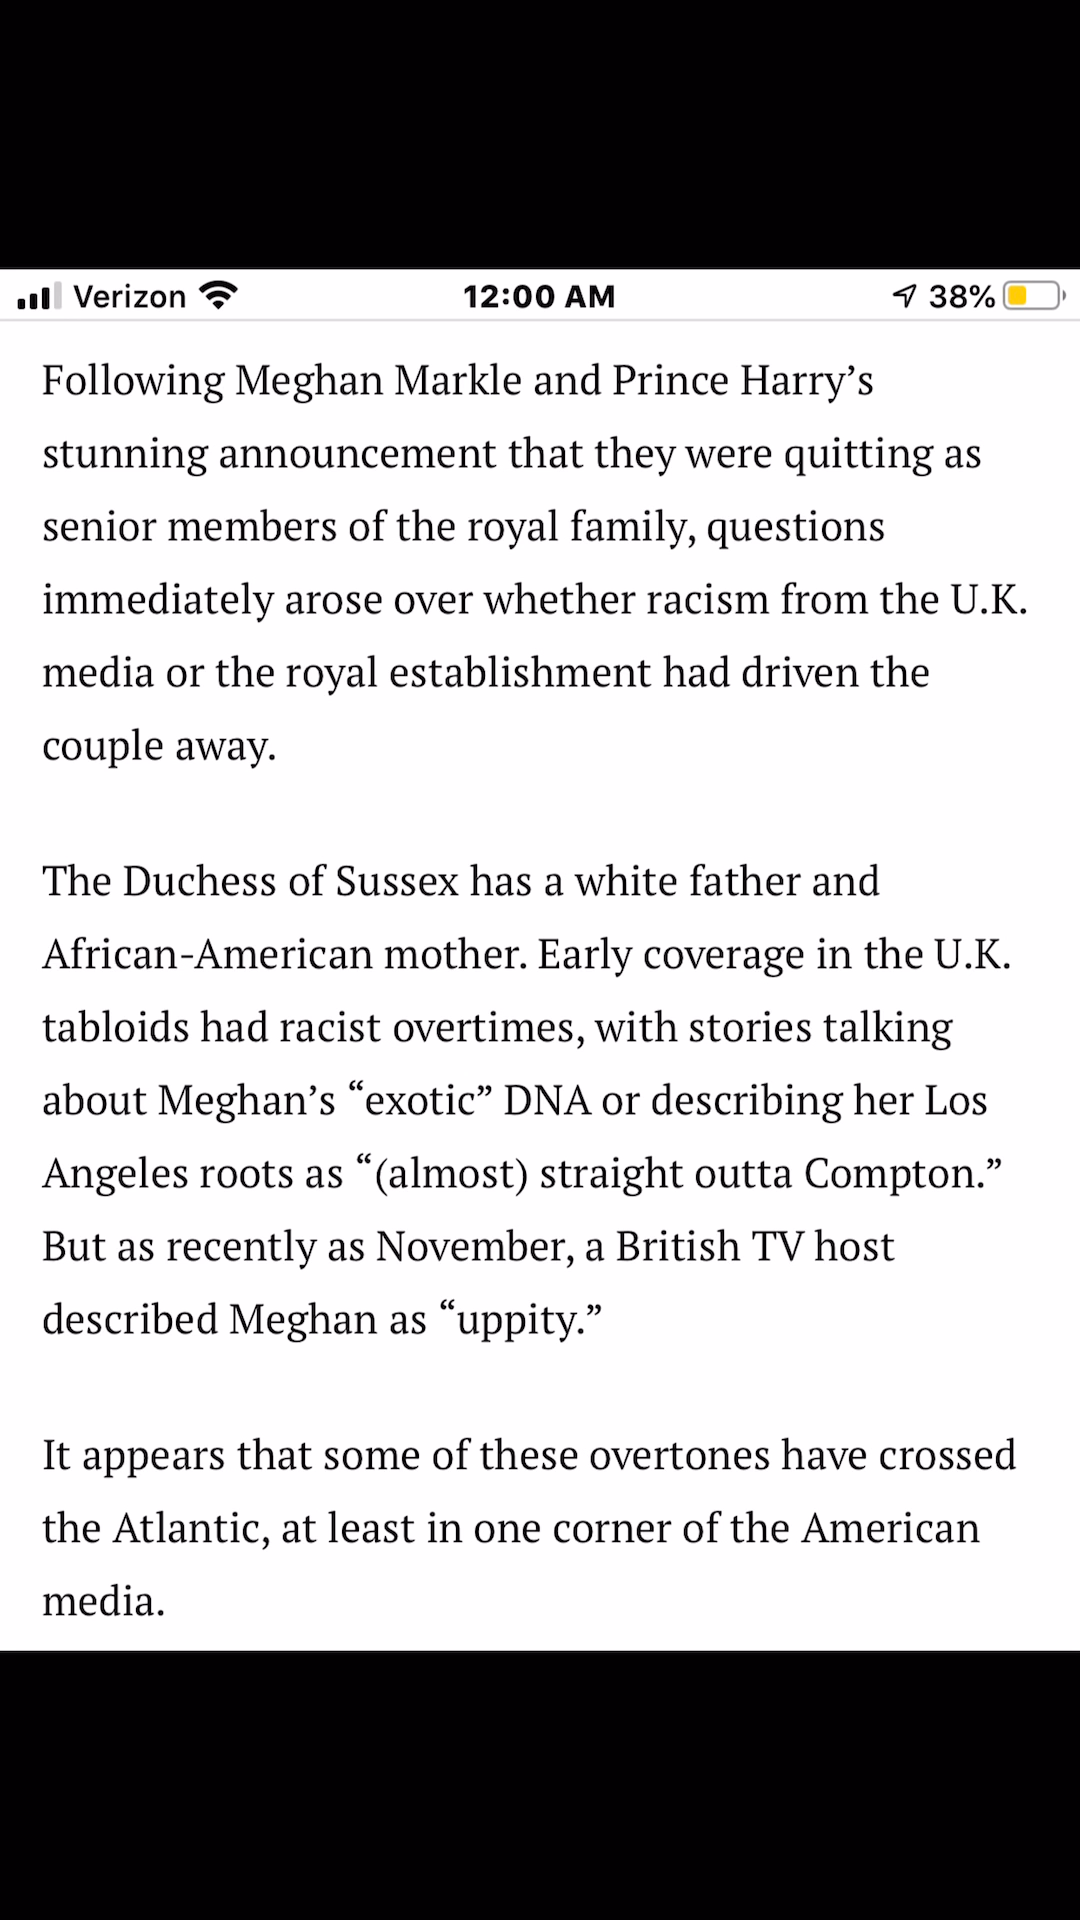 Verizon 12:00 AM 38%
Following Meghan Markle and Prince Harry’s
stunning announcement that they were quitting as
senior members of the royal family, questions
immediately arose over whether racism from the U.K.
media or the royal establishment had driven the
couple away.
The Duchess of Sussex has a white father and
African-American mother. Early coverage in the U.K.
tabloids had racist overtimes, with stories talking
about Meghan’s “exotic” DNA or describing her Los
Angeles roots as “(almost) straight outta Compton.”
But as recently as November, a British TV host
described Meghan as “uppity.”
It appears that some of these overtones have crossed
the Atlantic, at least in one corner of the American
media.